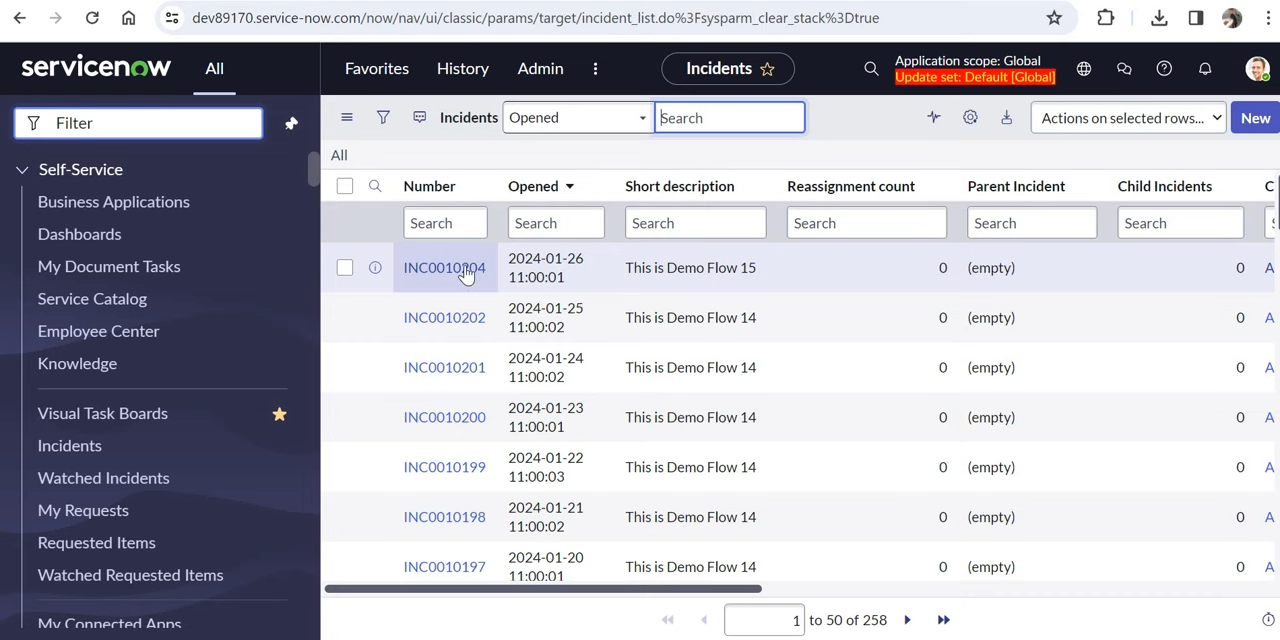 dev89170.service-now.com/now/nav/ui/classic/params/target/incident_list.do%3Fsysparm_clear_stack%3Dtrue
servicenow All Favorites History Admin Incidents Application scope: Global
Update set: Default [Global]
Filter
Incidents Opened Search Actions on selected rows... New
All
Self-Service
Business Applications
Dashboards
My Document Tasks
Service Catalog
Employee Center
Knowledge
Visual Task Boards
Incidents
Watched Incidents
My Requests
Requested Items
Watched Requested Items
My Connected Apps
Number Opened Short description Reassignment count Parent Incident Child Incidents C
Search Search Search Search Search Search S
INC0010204 2024-01-26 11:00:01 This is Demo Flow 15 0 (empty) 0 A
INC0010202 2024-01-25 11:00:02 This is Demo Flow 14 0 (empty) 0 A
INC0010201 2024-01-24 11:00:02 This is Demo Flow 14 0 (empty) 0 A
INC0010200 2024-01-23 11:00:01 This is Demo Flow 14 0 (empty) 0 A
INC0010199 2024-01-22 11:00:03 This is Demo Flow 14 0 (empty) 0 A
INC0010198 2024-01-21 11:00:02 This is Demo Flow 14 0 (empty) 0 A
INC0010197 2024-01-20 11:00:01 This is Demo Flow 14 0 (empty) 0 A
1 to 50 of 258